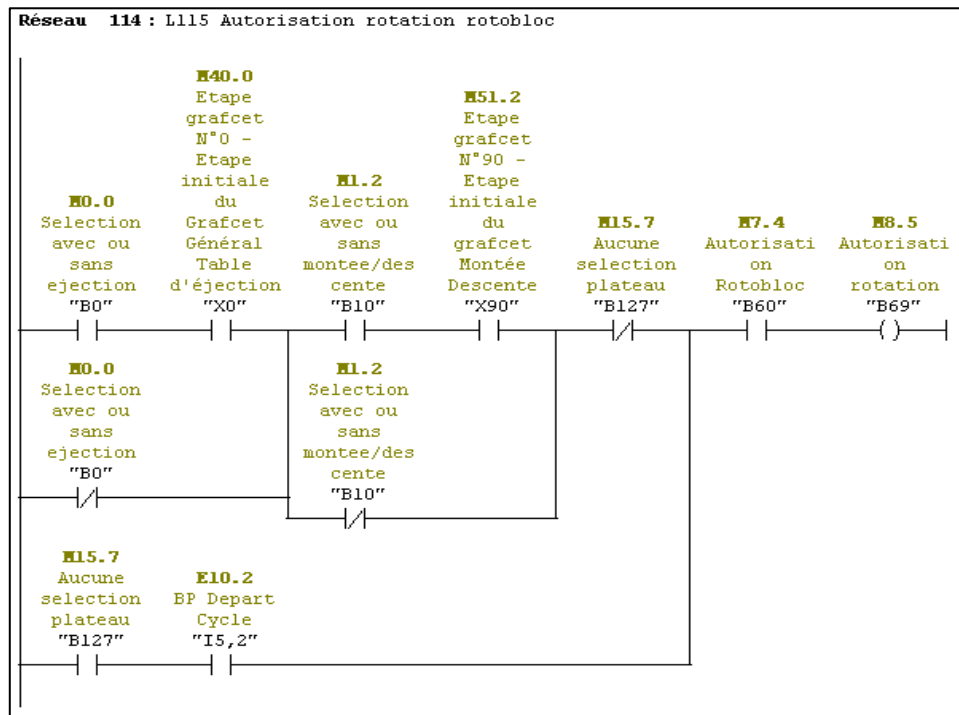 Réseau 114 : L115 Autorisation rotation rotobloc
M0.0
Selection
avec ou
sans
ejection
"B0"
M40.0
Etape
grafcet
N°0 -
Etape
initiale
du
Grafcet
Général
Table
d'éjection
"X0"
M1.2
Selection
avec ou
sans
montee/des
cente
"B10"
M51.2
Etape
grafcet
N°90 -
Etape
initiale
du
grafcet
Montée
Descente
"X90"
M15.7
Aucune
selection
plateau
"B127"
M7.4
Autorisati
on
Rotobloc
"B60"
M8.5
Autorisati
on
rotation
"B69"
M0.0
Selection
avec ou
sans
ejection
"B0"
M1.2
Selection
avec ou
sans
montee/des
cente
"B10"
M15.7
Aucune
selection
plateau
"B127"
E10.2
BP Depart
Cycle
"I5,2"